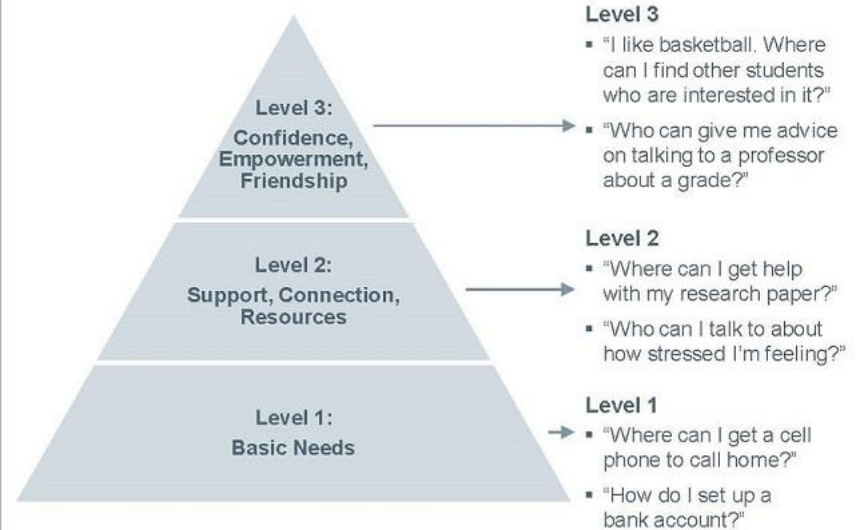 Level 3:
Confidence,
Empowerment,
Friendship
Level 2:
Support, Connection,
Resources
Level 1:
Basic Needs
Level 3
▪ “I like basketball. Where
can I find other students
who are interested in it?”
▪ “Who can give me advice
on talking to a professor
about a grade?”
Level 2
▪ “Where can I get help
with my research paper?”
▪ “Who can I talk to about
how stressed I’m feeling?”
Level 1
▪ “Where can I get a cell
phone to call home?”
▪ “How do I set up a
bank account?”